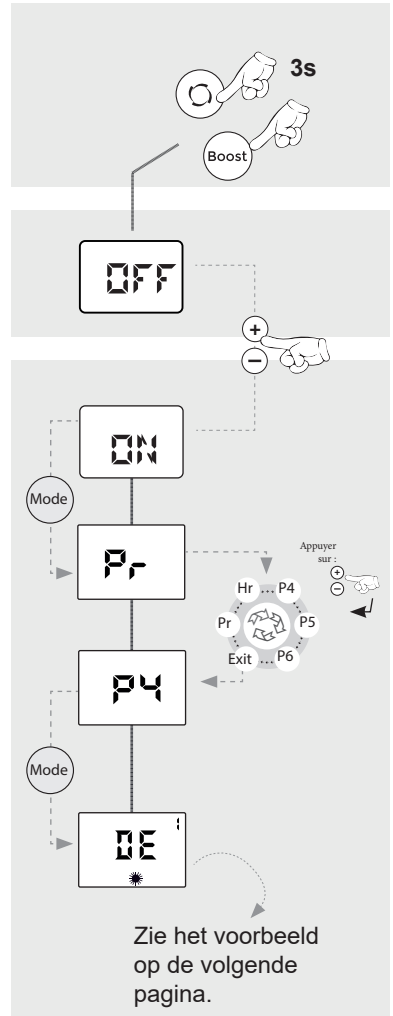 3s
Boost
OFF
+
−
ON
Mode
Pr
Appuyer
sur :
+
−
Hr
P4
Pr
P5
Exit
P6
P4
Mode
DE 1
Zie het voorbeeld
op de volgende
pagina.